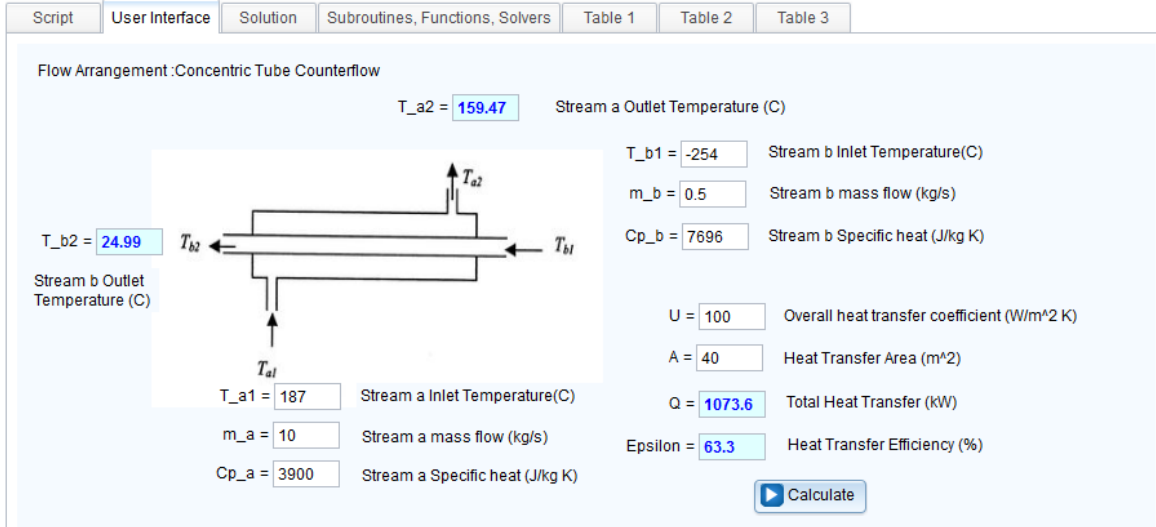 Script User Interface Solution Subroutines, Functions, Solvers Table 1 Table 2 Table 3
Flow Arrangement :Concentric Tube Counterflow
T_a2 = 159.47 Stream a Outlet Temperature (C)
T_b1 = -254 Stream b Inlet Temperature(C)
m_b = 0.5 Stream b mass flow (kg/s)
Cp_b = 7696 Stream b Specific heat (J/kg K)
Ta2
T_b2 = 24.99
Tb2
Tb1
Stream b Outlet
Temperature (C)
U = 100 Overall heat transfer coefficient (W/m^2 K)
A = 40 Heat Transfer Area (m^2)
Ta1
T_a1 = 187 Stream a Inlet Temperature(C)
Q = 1073.6 Total Heat Transfer (kW)
m_a = 10 Stream a mass flow (kg/s)
Epsilon = 63.3 Heat Transfer Efficiency (%)
Cp_a = 3900 Stream a Specific heat (J/kg K)
Calculate